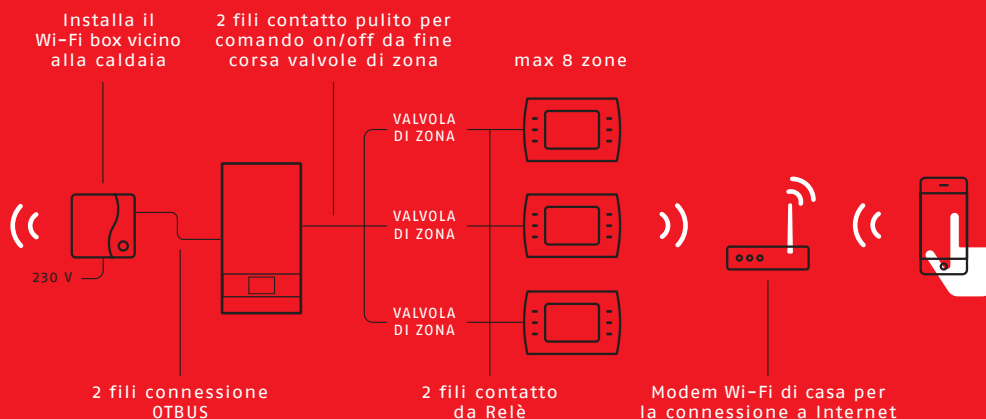 Installa il
Wi-Fi box vicino
alla caldaia
2 fili contatto pulito per
comando on/off da fine
corsa valvole di zona
max 8 zone
VALVOLA
DI ZONA
VALVOLA
DI ZONA
230 V
VALVOLA
DI ZONA
2 fili connessione
OTBUS
2 fili contatto
da Relè
Modem Wi-Fi di casa per
la connessione a Internet